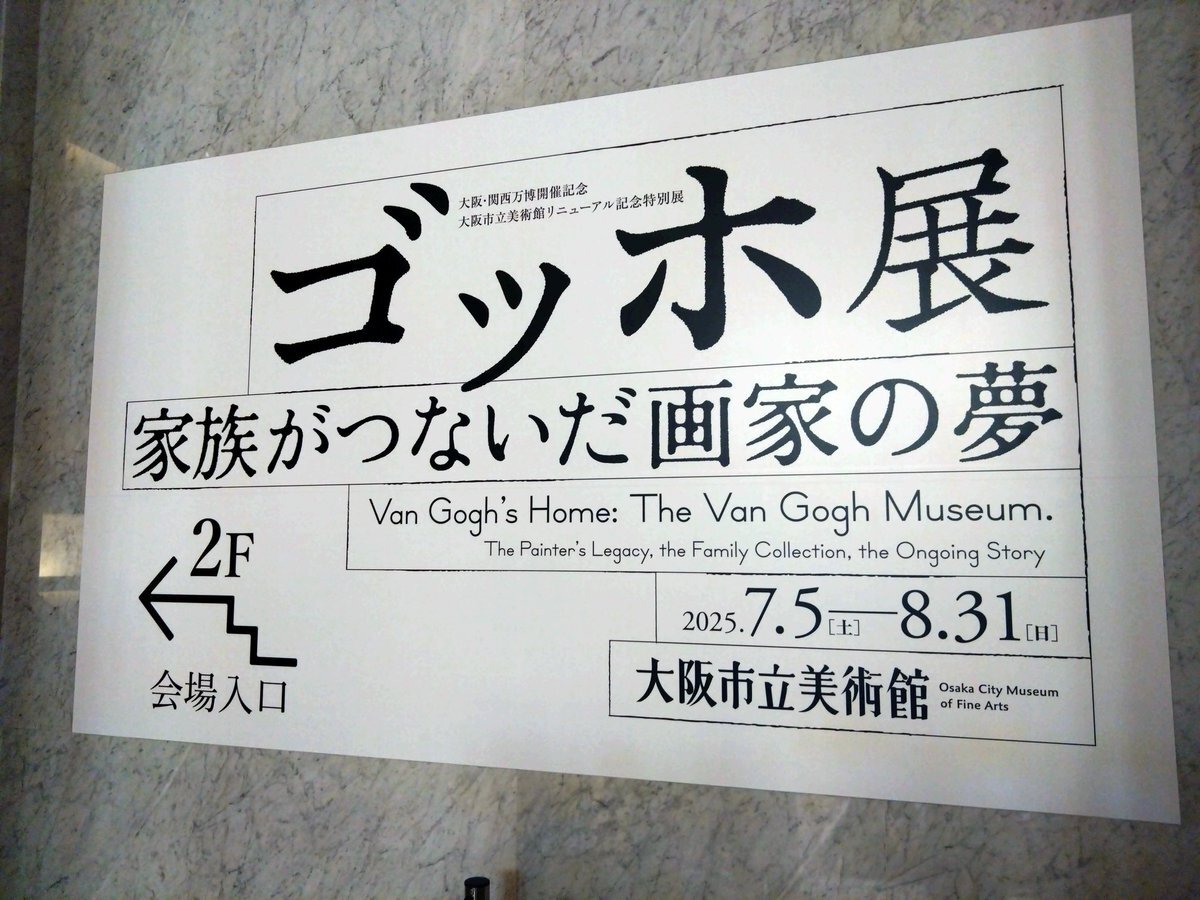 大阪・関西万博開催記念
大阪市立美術館リニューアル記念特別展
ゴッホ展
家族がつないだ画家の夢
Van Gogh's Home: The Van Gogh Museum.
The Painter's Legacy, the Family Collection, the Ongoing Story
2025.7.5[土]—8.31[日]
大阪市立美術館
Osaka City Museum
of Fine Arts
2F
会場入口